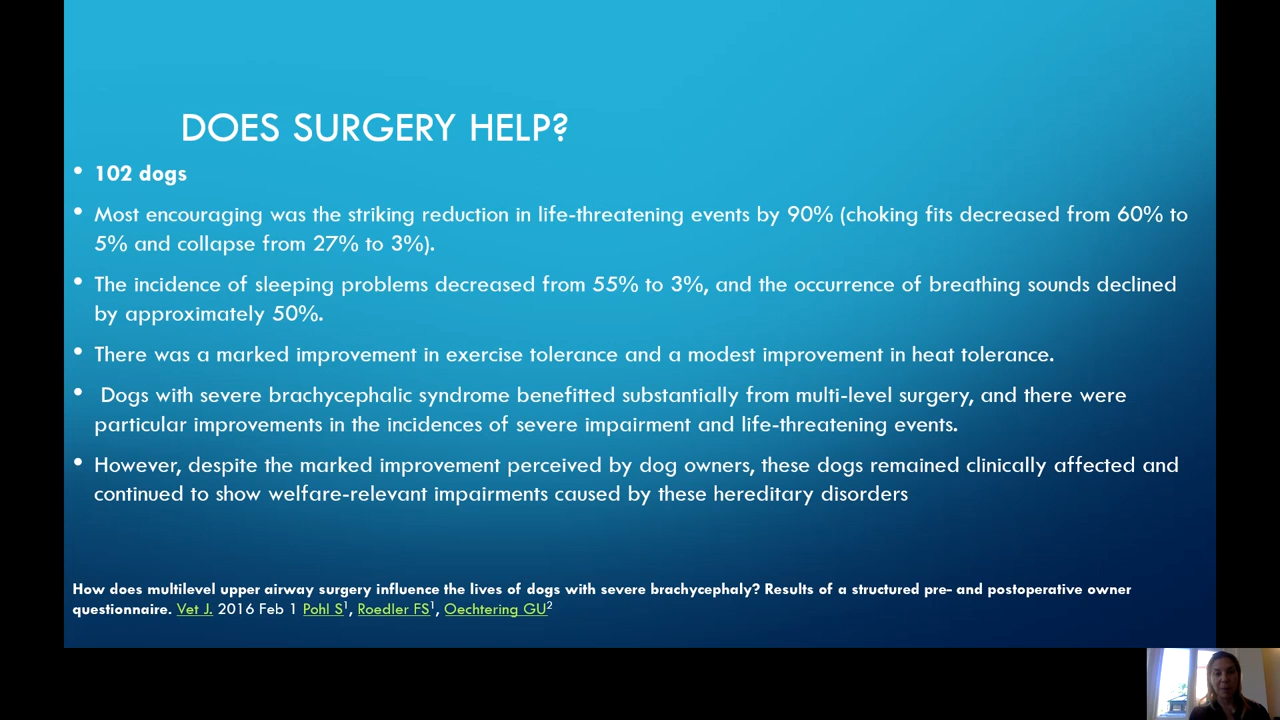 DOES SURGERY HELP?
• 102 dogs
• Most encouraging was the striking reduction in life-threatening events by 90% (choking fits decreased from 60% to
5% and collapse from 27% to 3%).
• The incidence of sleeping problems decreased from 55% to 3%, and the occurrence of breathing sounds declined
by approximately 50%.
• There was a marked improvement in exercise tolerance and a modest improvement in heat tolerance.
• Dogs with severe brachycephalic syndrome benefitted substantially from multi-level surgery, and there were
particular improvements in the incidences of severe impairment and life-threatening events.
• However, despite the marked improvement perceived by dog owners, these dogs remained clinically affected and
continued to show welfare-relevant impairments caused by these hereditary disorders
How does multilevel upper airway surgery influence the lives of dogs with severe brachycephaly? Results of a structured pre- and postoperative owner
questionnaire. Vet J. 2016 Feb 1 Pohl S¹, Roedler FS¹, Oechtering GU²